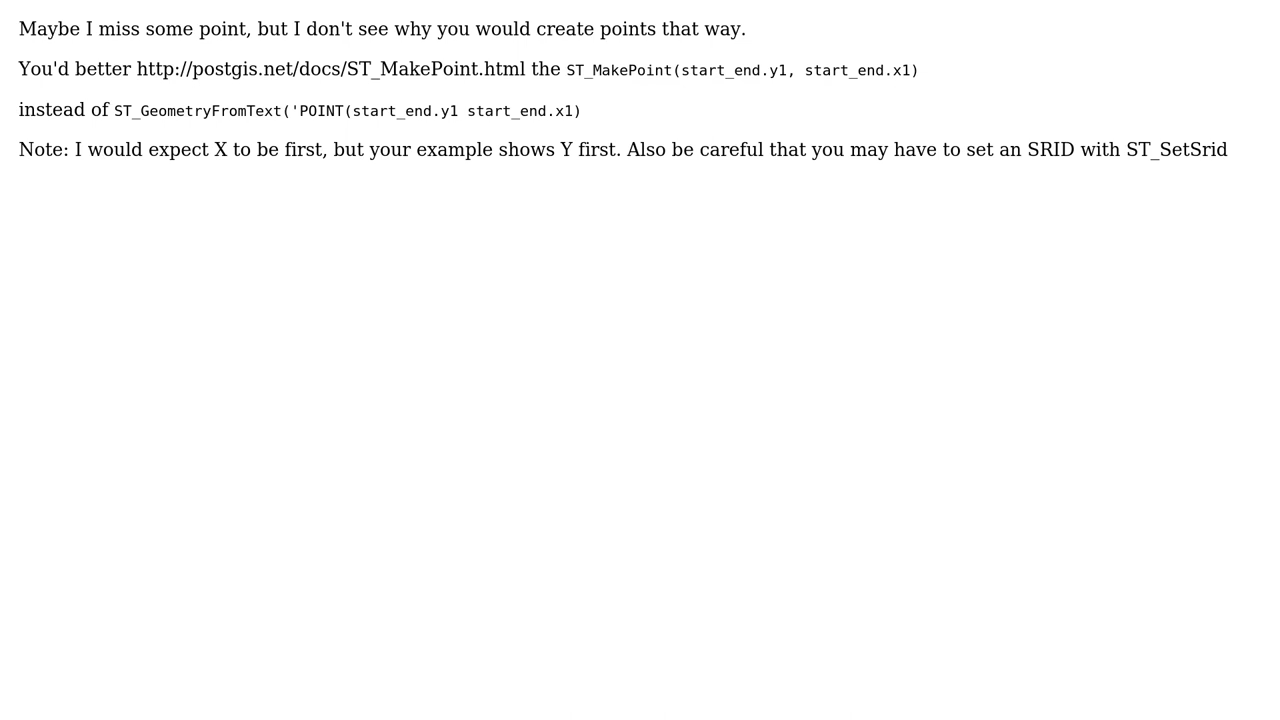 Maybe I miss some point, but I don't see why you would create points that way.
You'd better http://postgis.net/docs/ST_MakePoint.html the ST_MakePoint(start_end.y1, start_end.x1)
instead of ST_GeometryFromText('POINT(start_end.y1 start_end.x1)
Note: I would expect X to be first, but your example shows Y first. Also be careful that you may have to set an SRID with ST_SetSrid